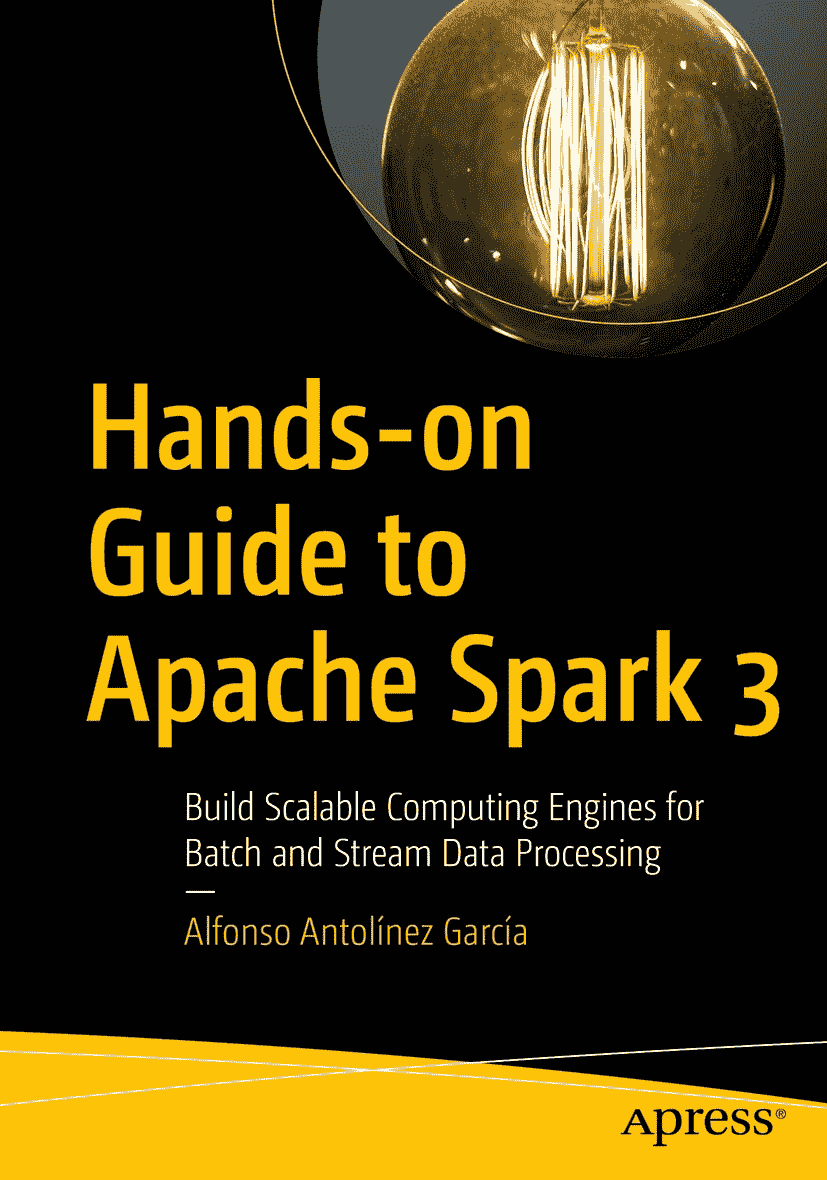 Hands-on
Guide to
Apache Spark 3
Build Scalable Computing Engines for
Batch and Stream Data Processing
Alfonso Antolínez García
Apress®